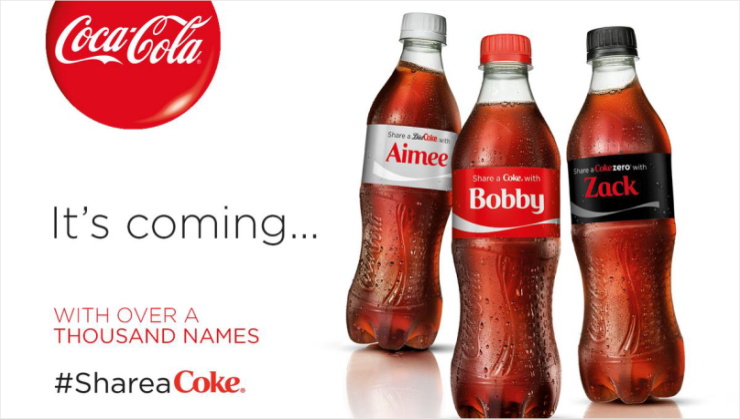 Coca-Cola
It's coming...
WITH OVER A
THOUSAND NAMES
#ShareaCoke
Share a Diet Coke with
Aimee
Share a Coke with
Bobby
Share a Coke zero with
Zack